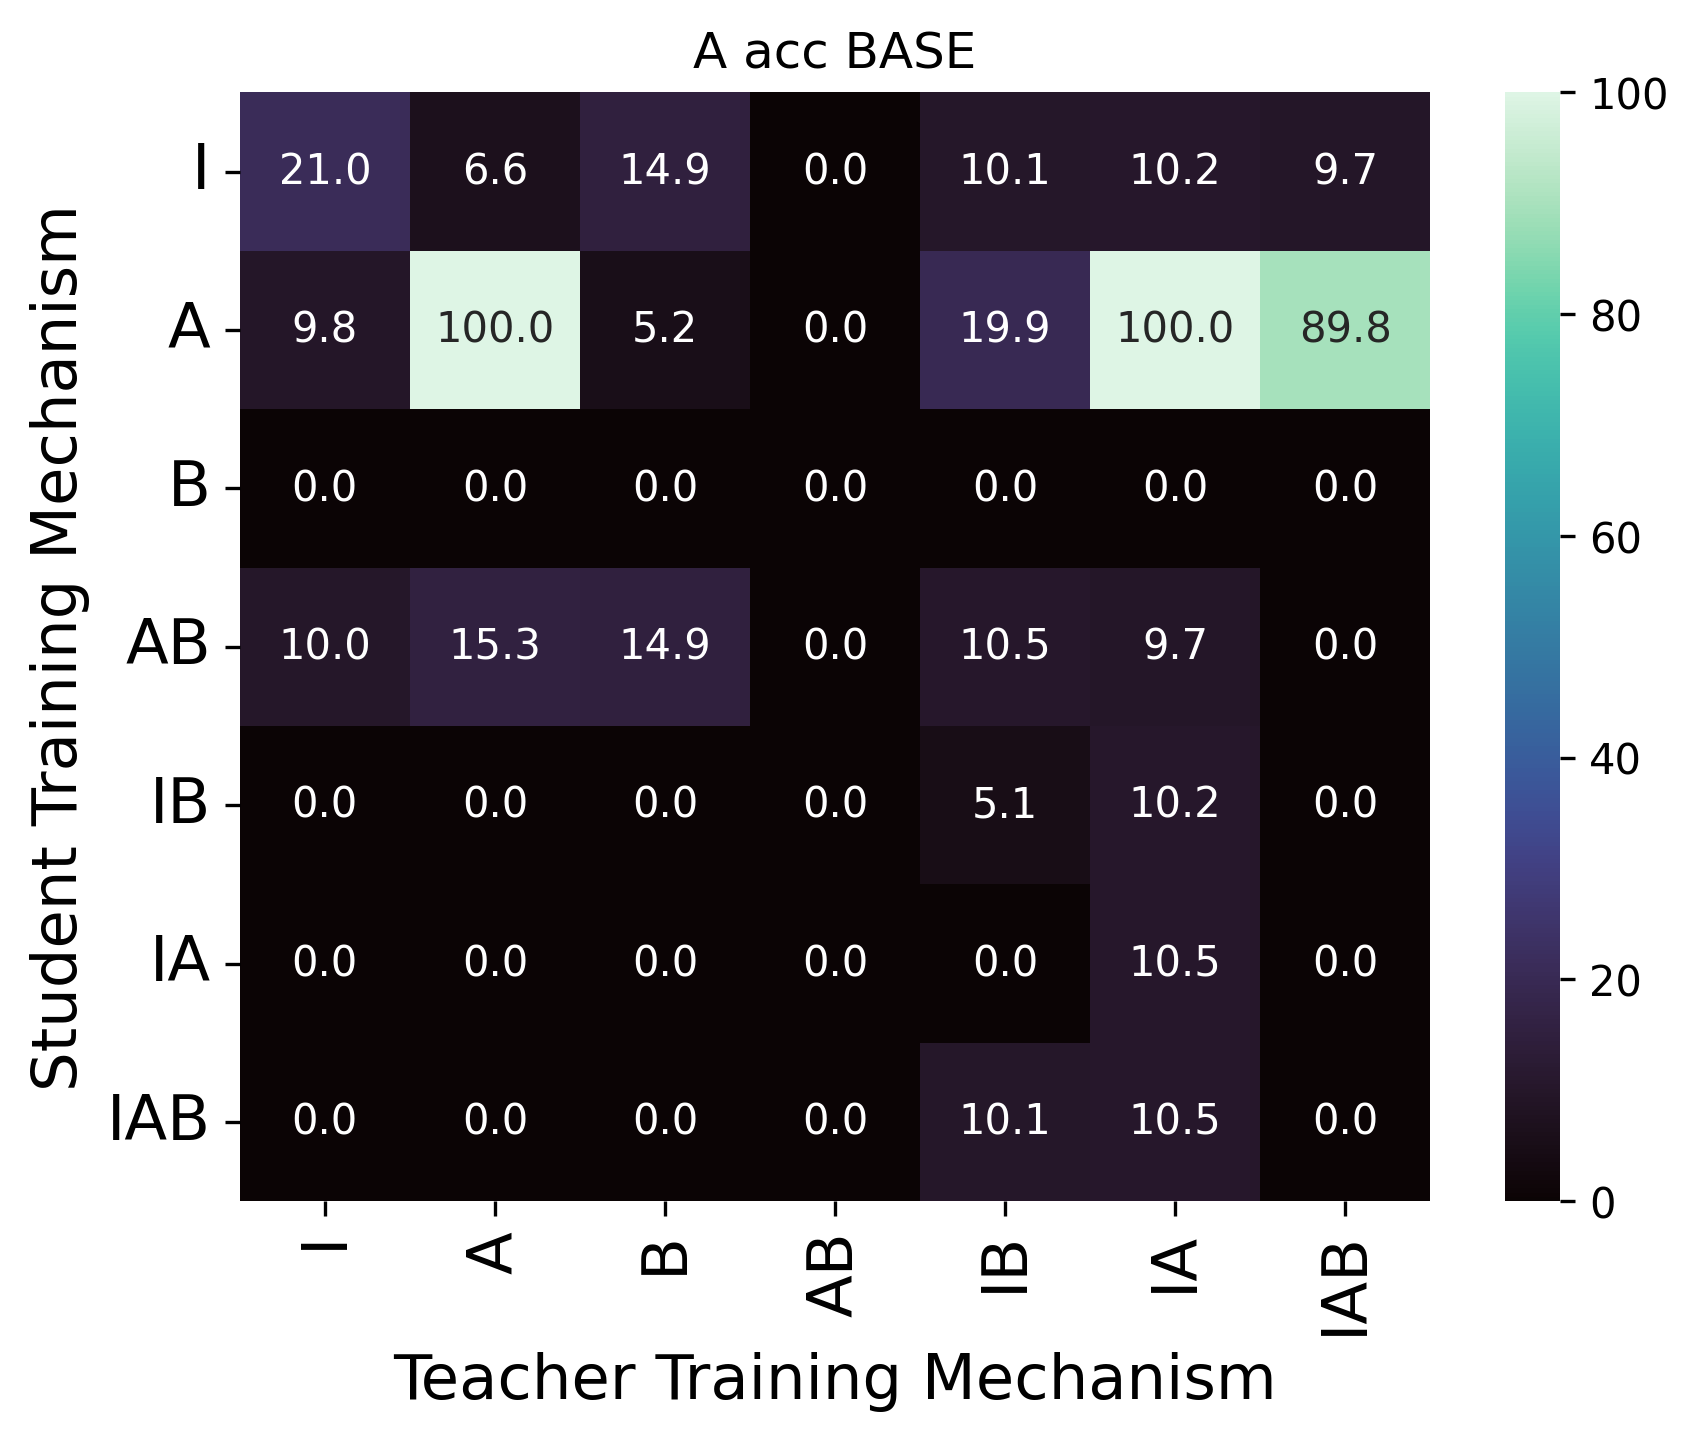 A acc BASE
I 21.0 6.6 14.9 0.0 10.1 10.2 9.7
A 9.8 100.0 5.2 0.0 19.9 100.0 89.8
B 0.0 0.0 0.0 0.0 0.0 0.0 0.0
AB 10.0 15.3 14.9 0.0 10.5 9.7 0.0
IB 0.0 0.0 0.0 0.0 5.1 10.2 0.0
IA 0.0 0.0 0.0 0.0 0.0 10.5 0.0
IAB 0.0 0.0 0.0 0.0 10.1 10.5 0.0
I A B AB IB IA IAB
Teacher Training Mechanism
Student Training Mechanism
100
80
60
40
20
0